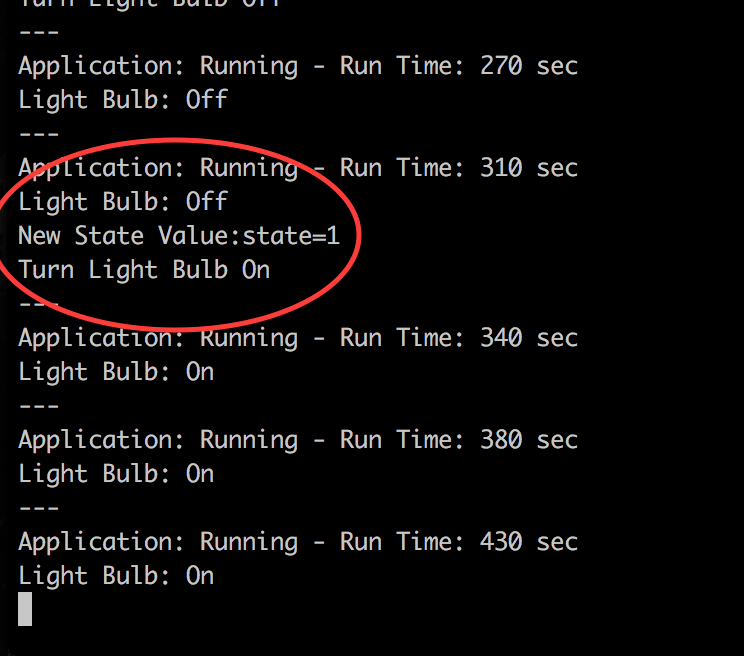 Turn Light Bulb Off
---
Application: Running - Run Time: 270 sec
Light Bulb: Off
---
Application: Running - Run Time: 310 sec
Light Bulb: Off
New State Value:state=1
Turn Light Bulb On
---
Application: Running - Run Time: 340 sec
Light Bulb: On
---
Application: Running - Run Time: 380 sec
Light Bulb: On
---
Application: Running - Run Time: 430 sec
Light Bulb: On